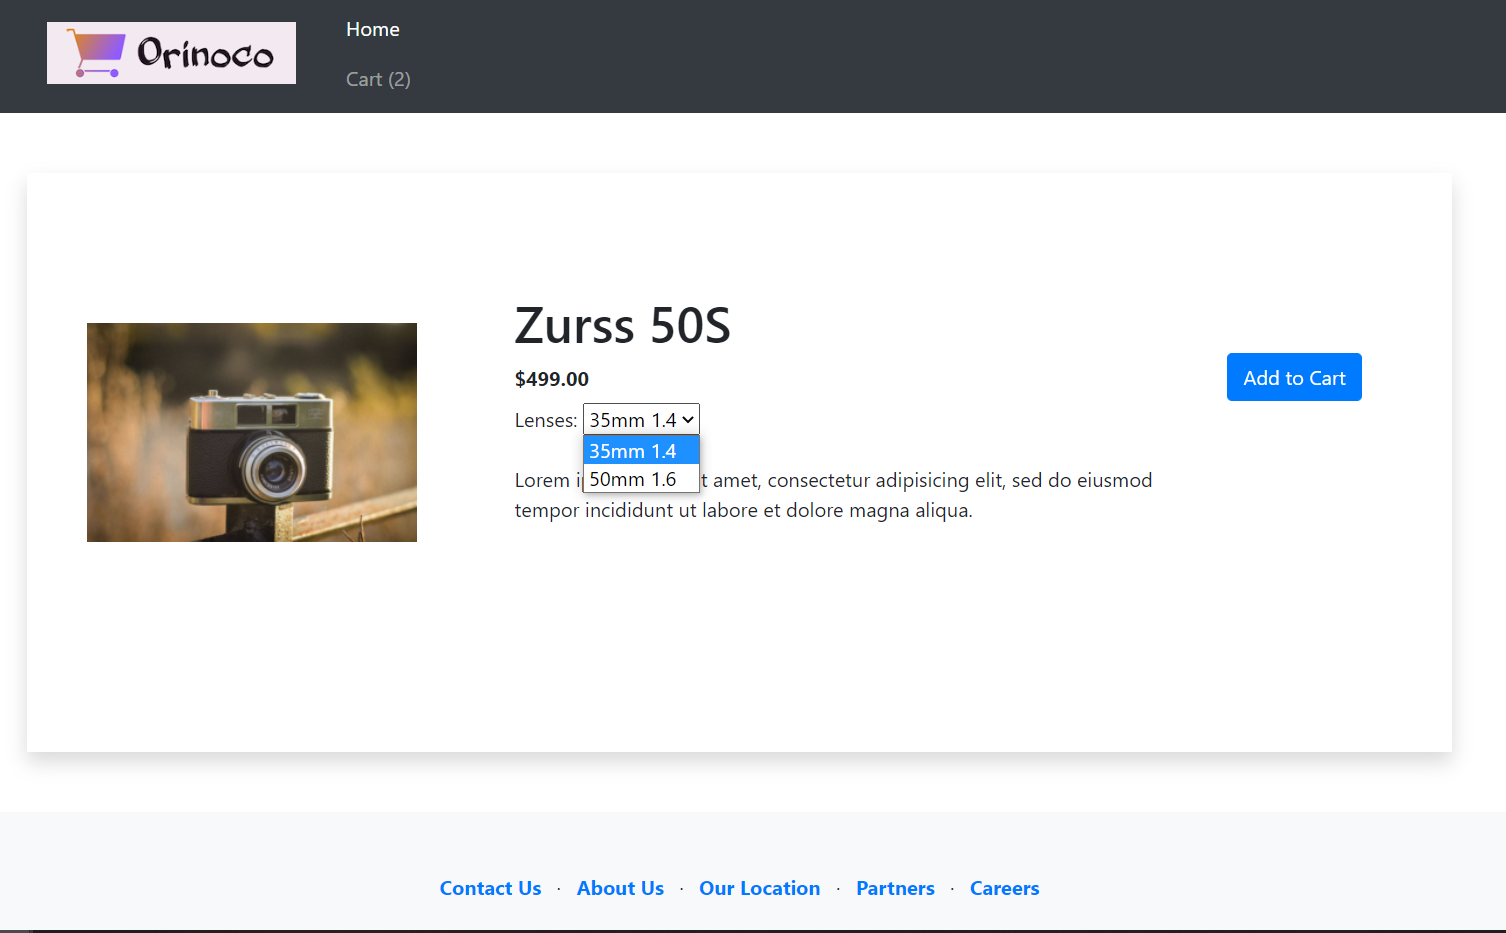 Orinoco
Home
Cart (2)
Zurss 50S
$499.00
Add to Cart
Lenses: 35mm 1.4
35mm 1.4
50mm 1.6
Lorem t amet, consectetur adipisicing elit, sed do eiusmod
tempor incididunt ut labore et dolore magna aliqua.
Contact Us · About Us · Our Location · Partners · Careers